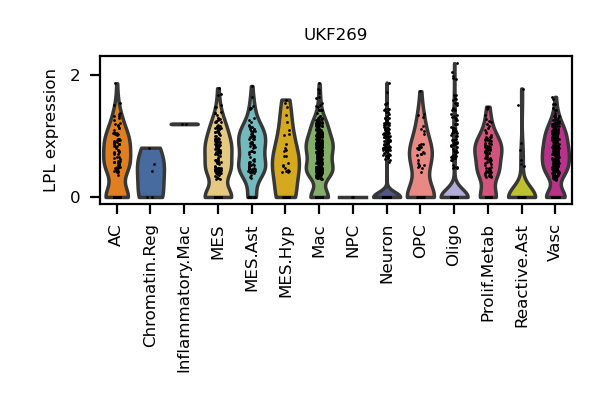 UKF269
LPL expression
2
0
AC
Chromatin.Reg
Inflammatory.Mac
MES
MES.Ast
MES.Hyp
Mac
NPC
Neuron
OPC
Oligo
Prolif.Metab
Reactive.Ast
Vasc